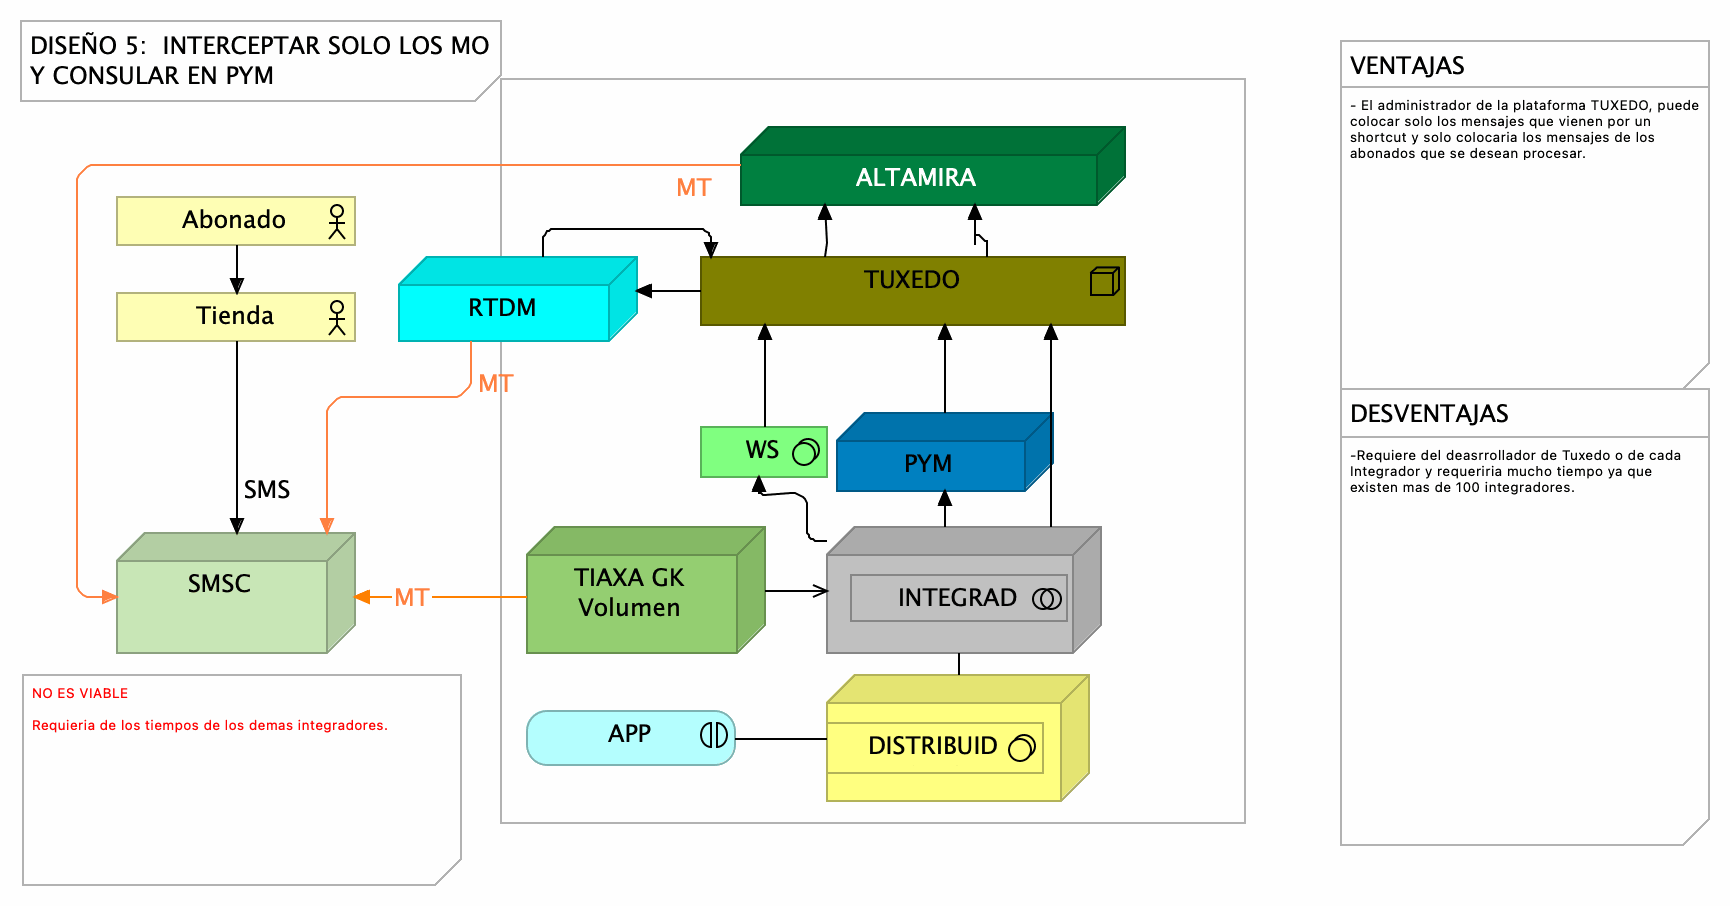 DISEÑO 5:  INTERCEPTAR SOLO LOS MO
Y CONSULAR EN PYM
VENTAJAS
- El administrador de la plataforma TUXEDO, puede
colocar solo los mensajes que vienen por un
shortcut y solo colocaria los mensajes de los
abonados que se desean procesar.
ALTAMIRA
MT
Abonado
TUXEDO
RTDM
Tienda
MT
DESVENTAJAS
-Requiere del deasrrollador de Tuxedo o de cada
Integrador y requeriria mucho tiempo ya que
existen mas de 100 integradores.
WS
PYM
SMS
SMSC
MT
TIAXA GK
Volumen
INTEGRAD
NO ES VIABLE
Requieria de los tiempos de los demas integradores.
APP
DISTRIBUID